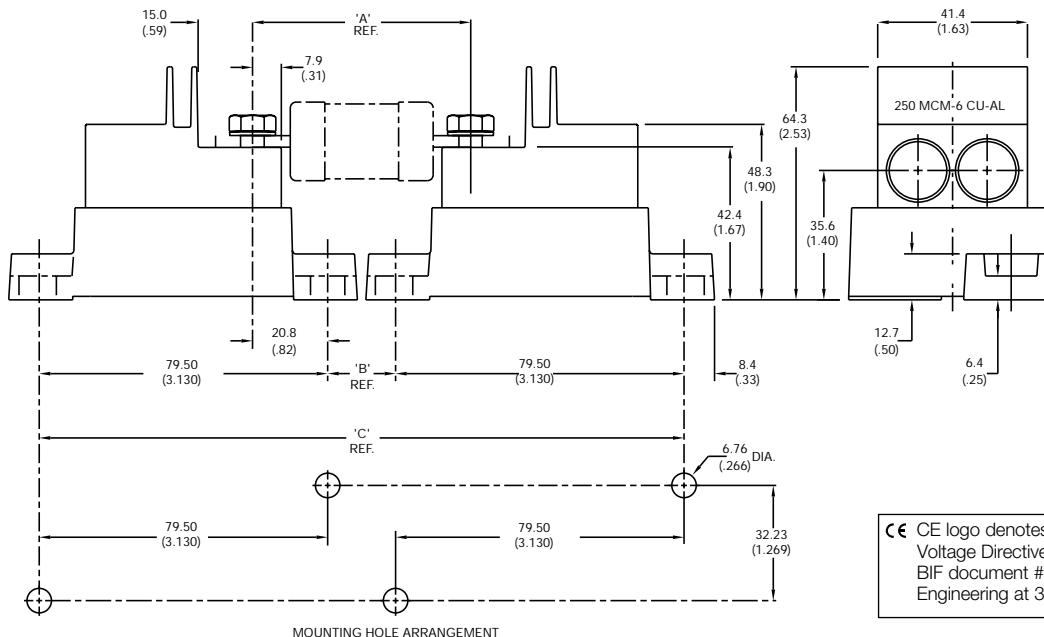 15.0
(.59)
'A'
REF.
7.9
(.31)
41.4
(1.63)
250 MCM-6 CU-AL
64.3
(2.53)
48.3
(1.90)
42.4
(1.67)
35.6
(1.40)
20.8
(.82)
12.7
(.50)
6.4
(.25)
79.50
(3.130)
'B'
REF.
79.50
(3.130)
8.4
(.33)
'C'
REF.
6.76
(.266) DIA.
79.50
(3.130)
79.50
(3.130)
32.23
(1.269)
MOUNTING HOLE ARRANGEMENT
CE CE logo denotes
Voltage Directive
BIF document #
Engineering at 3